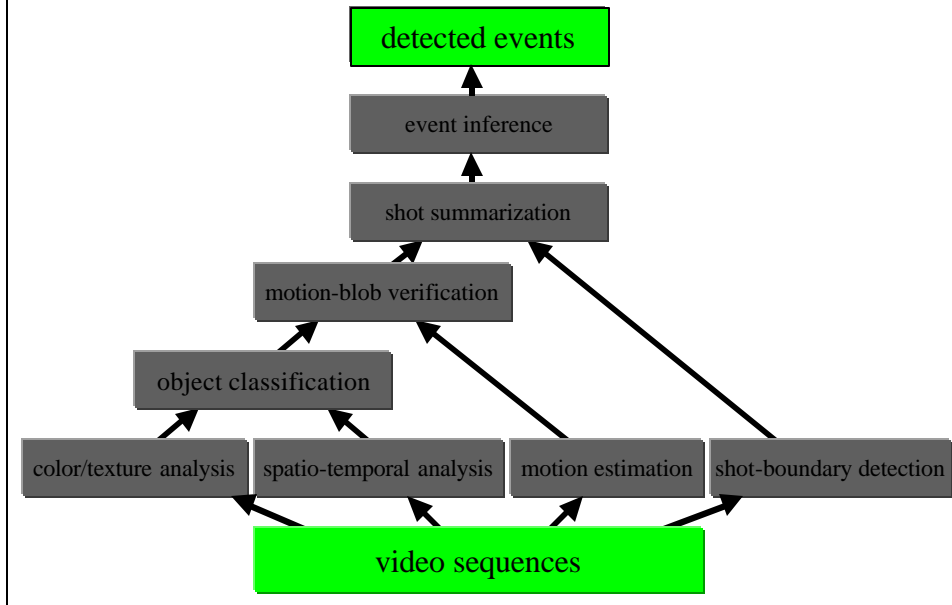 detected events
event inference
shot summarization
motion-blob verification
object classification
color/texture analysis
spatio-temporal analysis
motion estimation
shot-boundary detection
video sequences